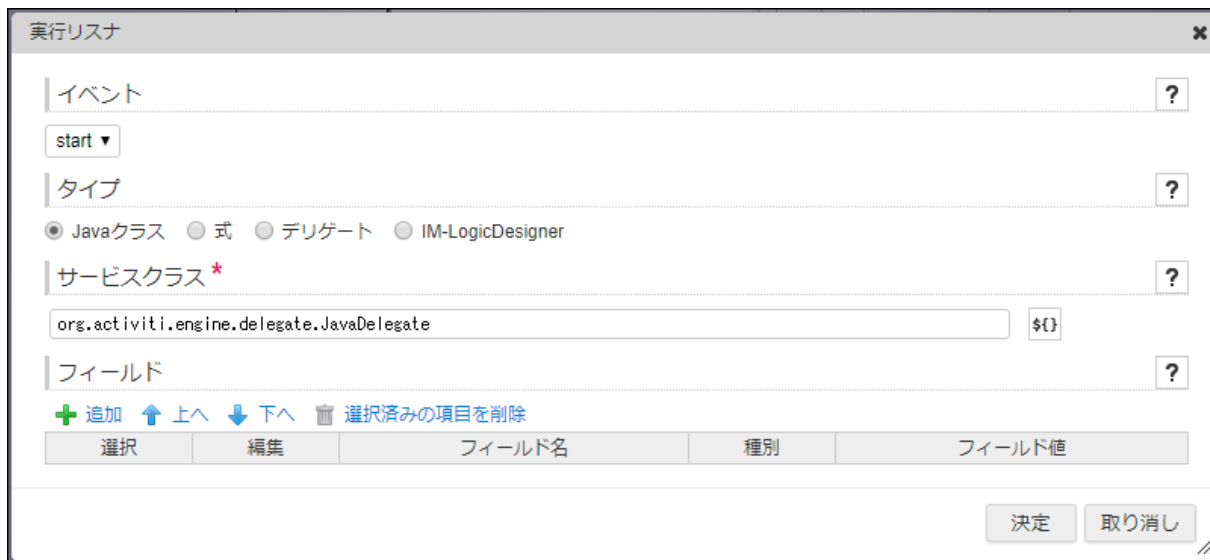 実行リスナ ✖
イベント ?
start ▼
タイプ ?
Javaクラス 式 デリゲート IM-LogicDesigner
サービスクラス* ?
org.activiti.engine.delegate.JavaDelegate ${}
フィールド ?
追加 上へ 下へ 選択済みの項目を削除
選択 編集 フィールド名 種別 フィールド値
決定 取り消し